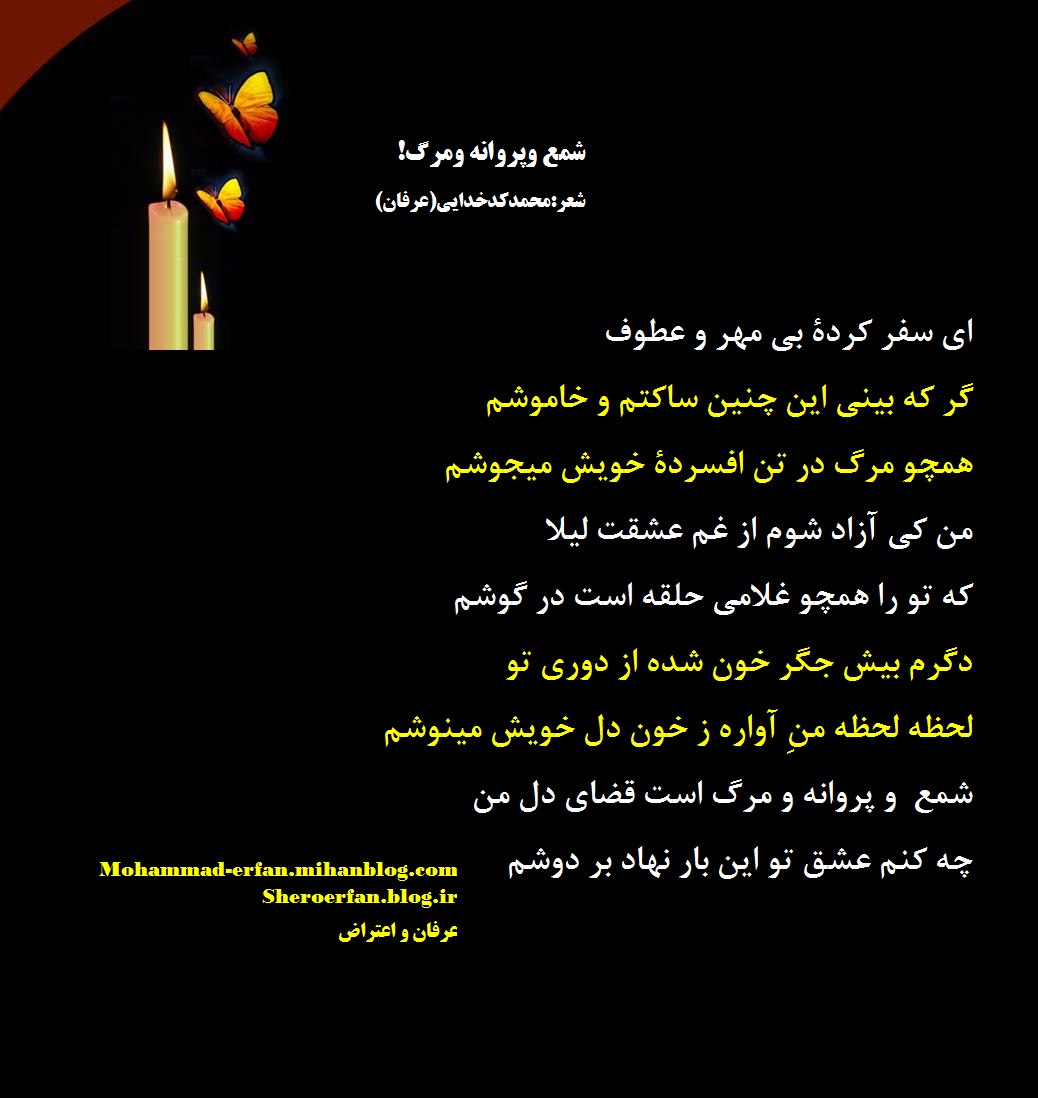 شمع وپروانه ومرگ!
شعر:محمدکدخدایی(عرفان)
ای سفر کردهٔ بی مهر و عطوف
گر که بینی این چنین ساکتم و خاموشم
همچو مرگ در تن افسردهٔ خویش میجوشم
من کی آزاد شوم از غم عشقت لیلا
که تو را همچو غلامی حلقه است در گوشم
دگرم بیش جگر خون شده از دوری تو
لحظه لحظه منِ آواره ز خون دل خویش مینوشم
شمع و پروانه و مرگ است قضای دل من
چه کنم عشق تو این بار نهاد بر دوشم
Mohammad-erfan.mihanblog.com
Sheroerfan.blog.ir
عرفان و اعتراض